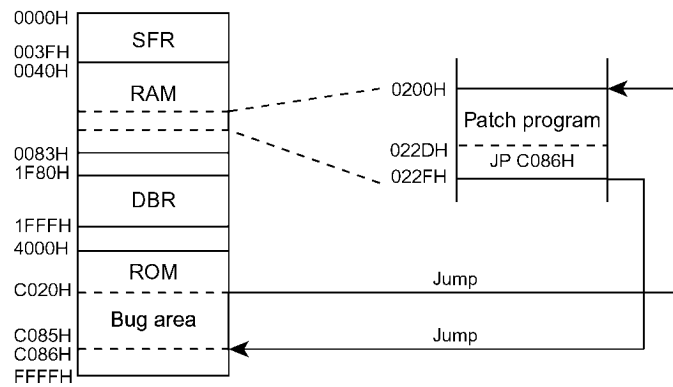 0000H
SFR
003FH
0040H
RAM
0083H
1F80H
DBR
1FFFH
4000H
ROM
C020H
Bug area
C085H
C086H
FFFFH
0200H
Patch program
022DH
JP C086H
022FH
Jump
Jump